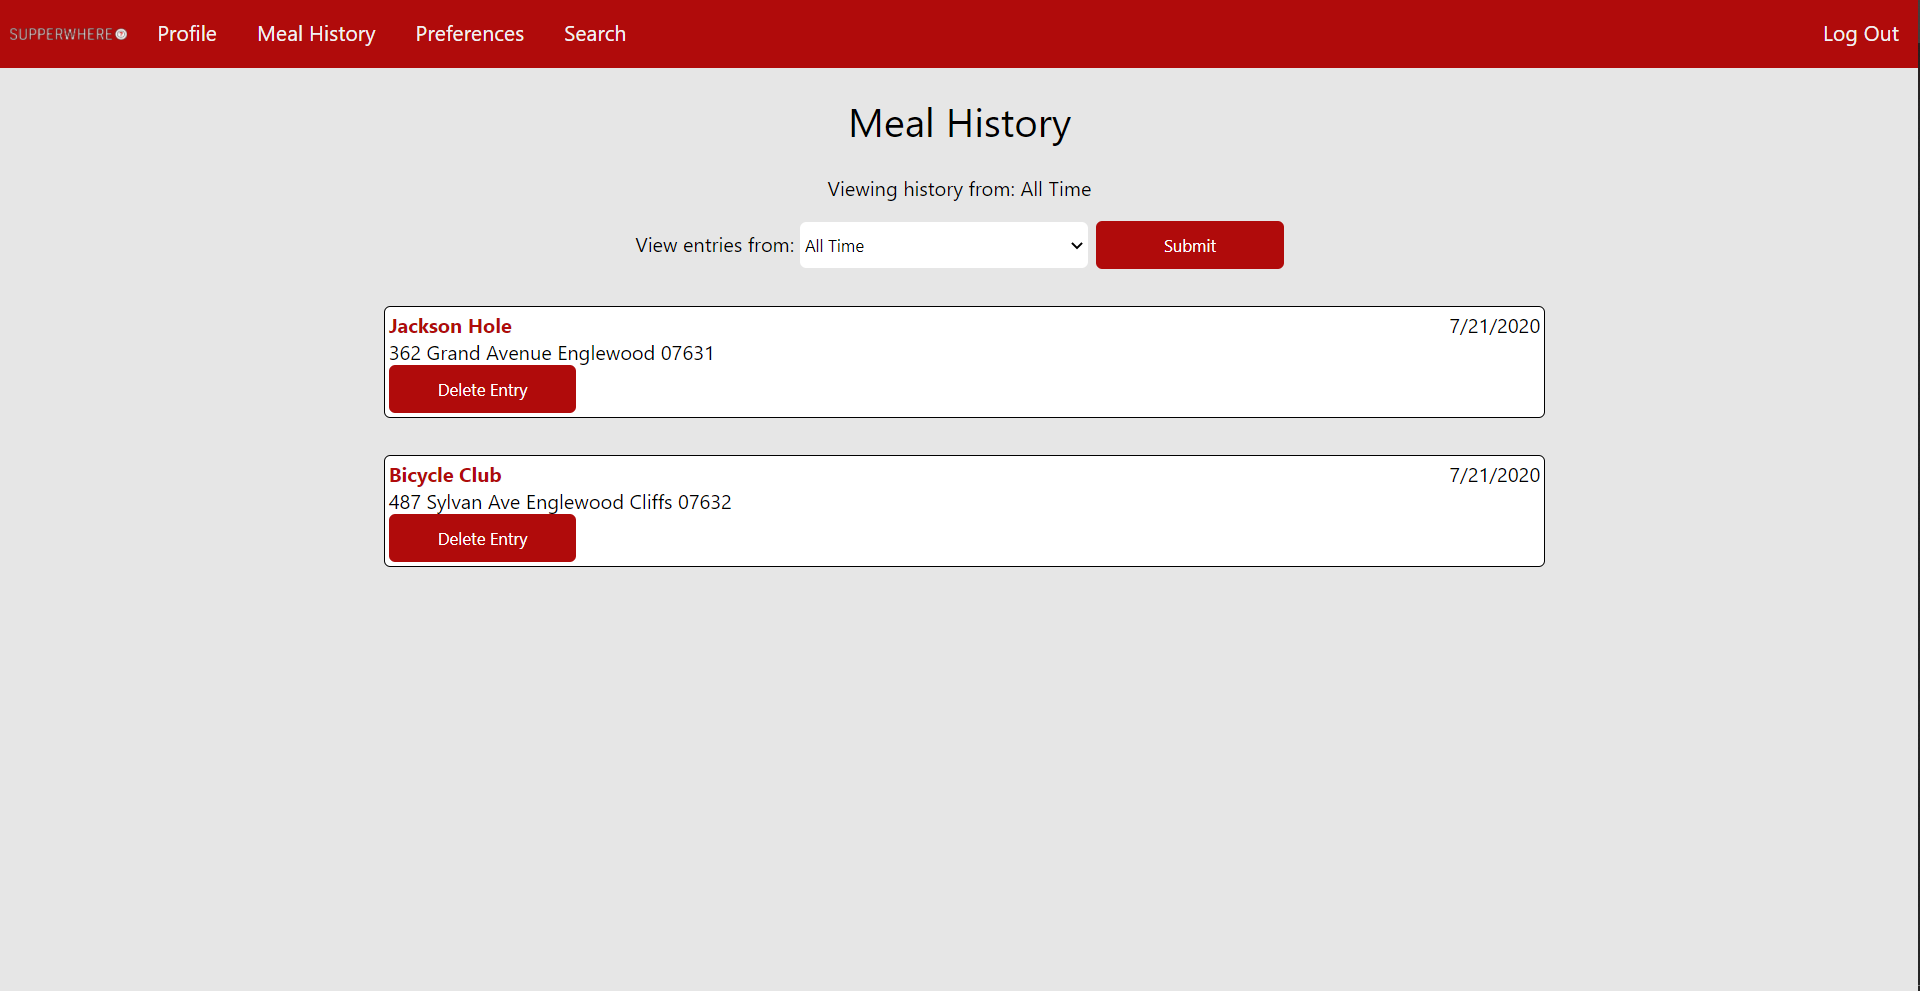 SUPPERWHERE Profile Meal History Preferences Search Log Out
Meal History
Viewing history from: All Time
View entries from: All Time Submit
Jackson Hole 7/21/2020
362 Grand Avenue Englewood 07631
Delete Entry
Bicycle Club 7/21/2020
487 Sylvan Ave Englewood Cliffs 07632
Delete Entry